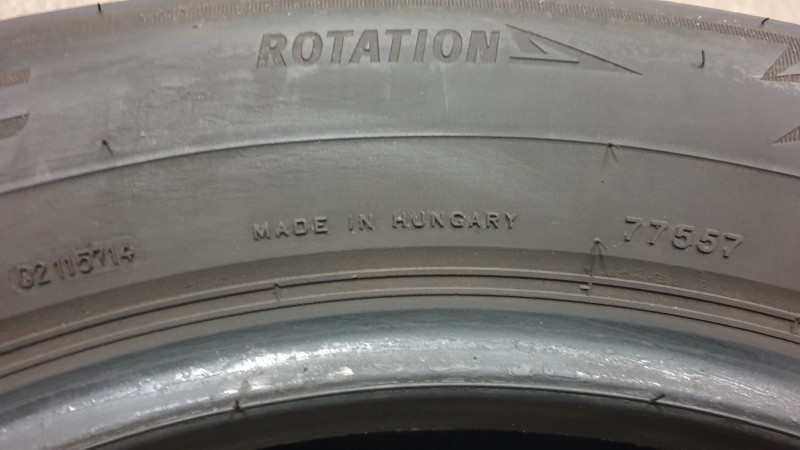 ROTATION
MADE IN HUNGARY
77557
G2115714